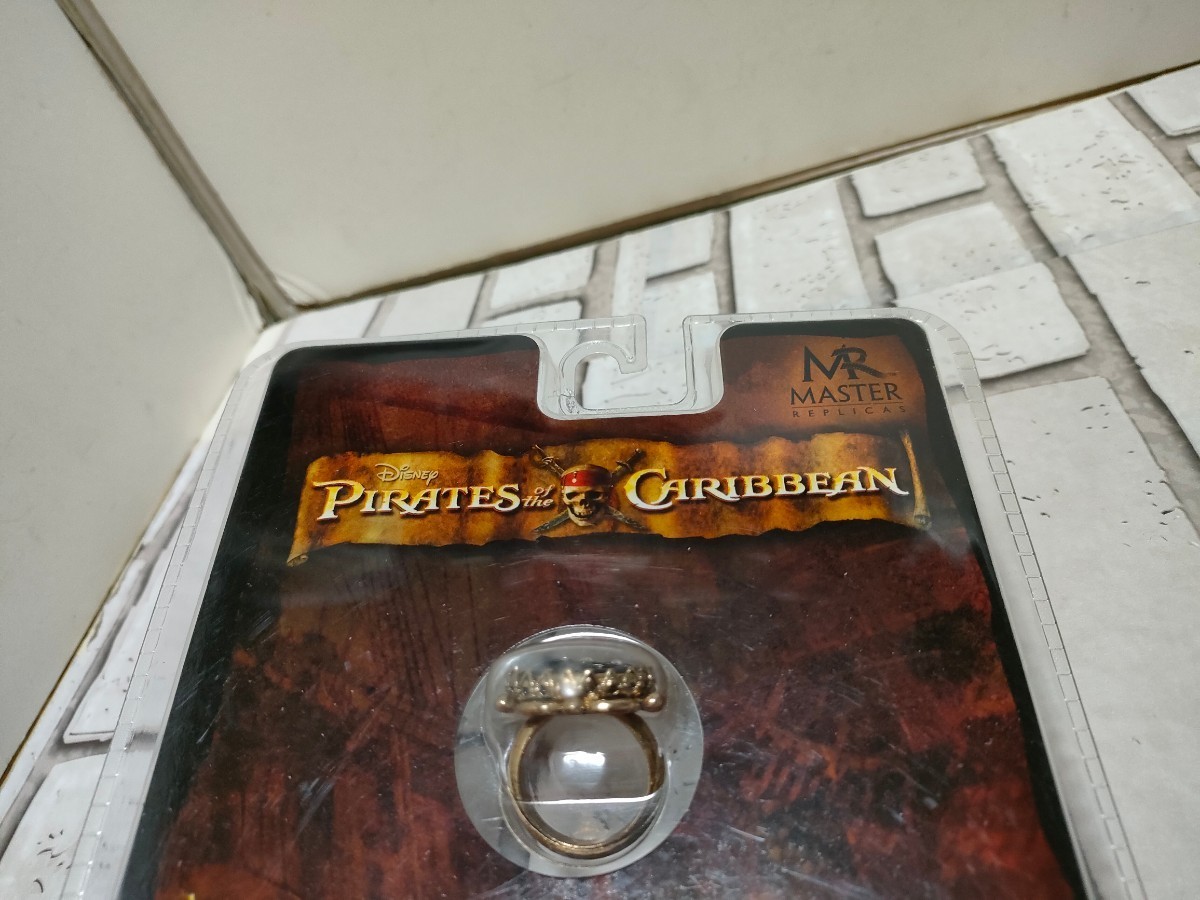 MR
MASTER
REPLICAS
Disney
PIRATES of the CARIBBEAN